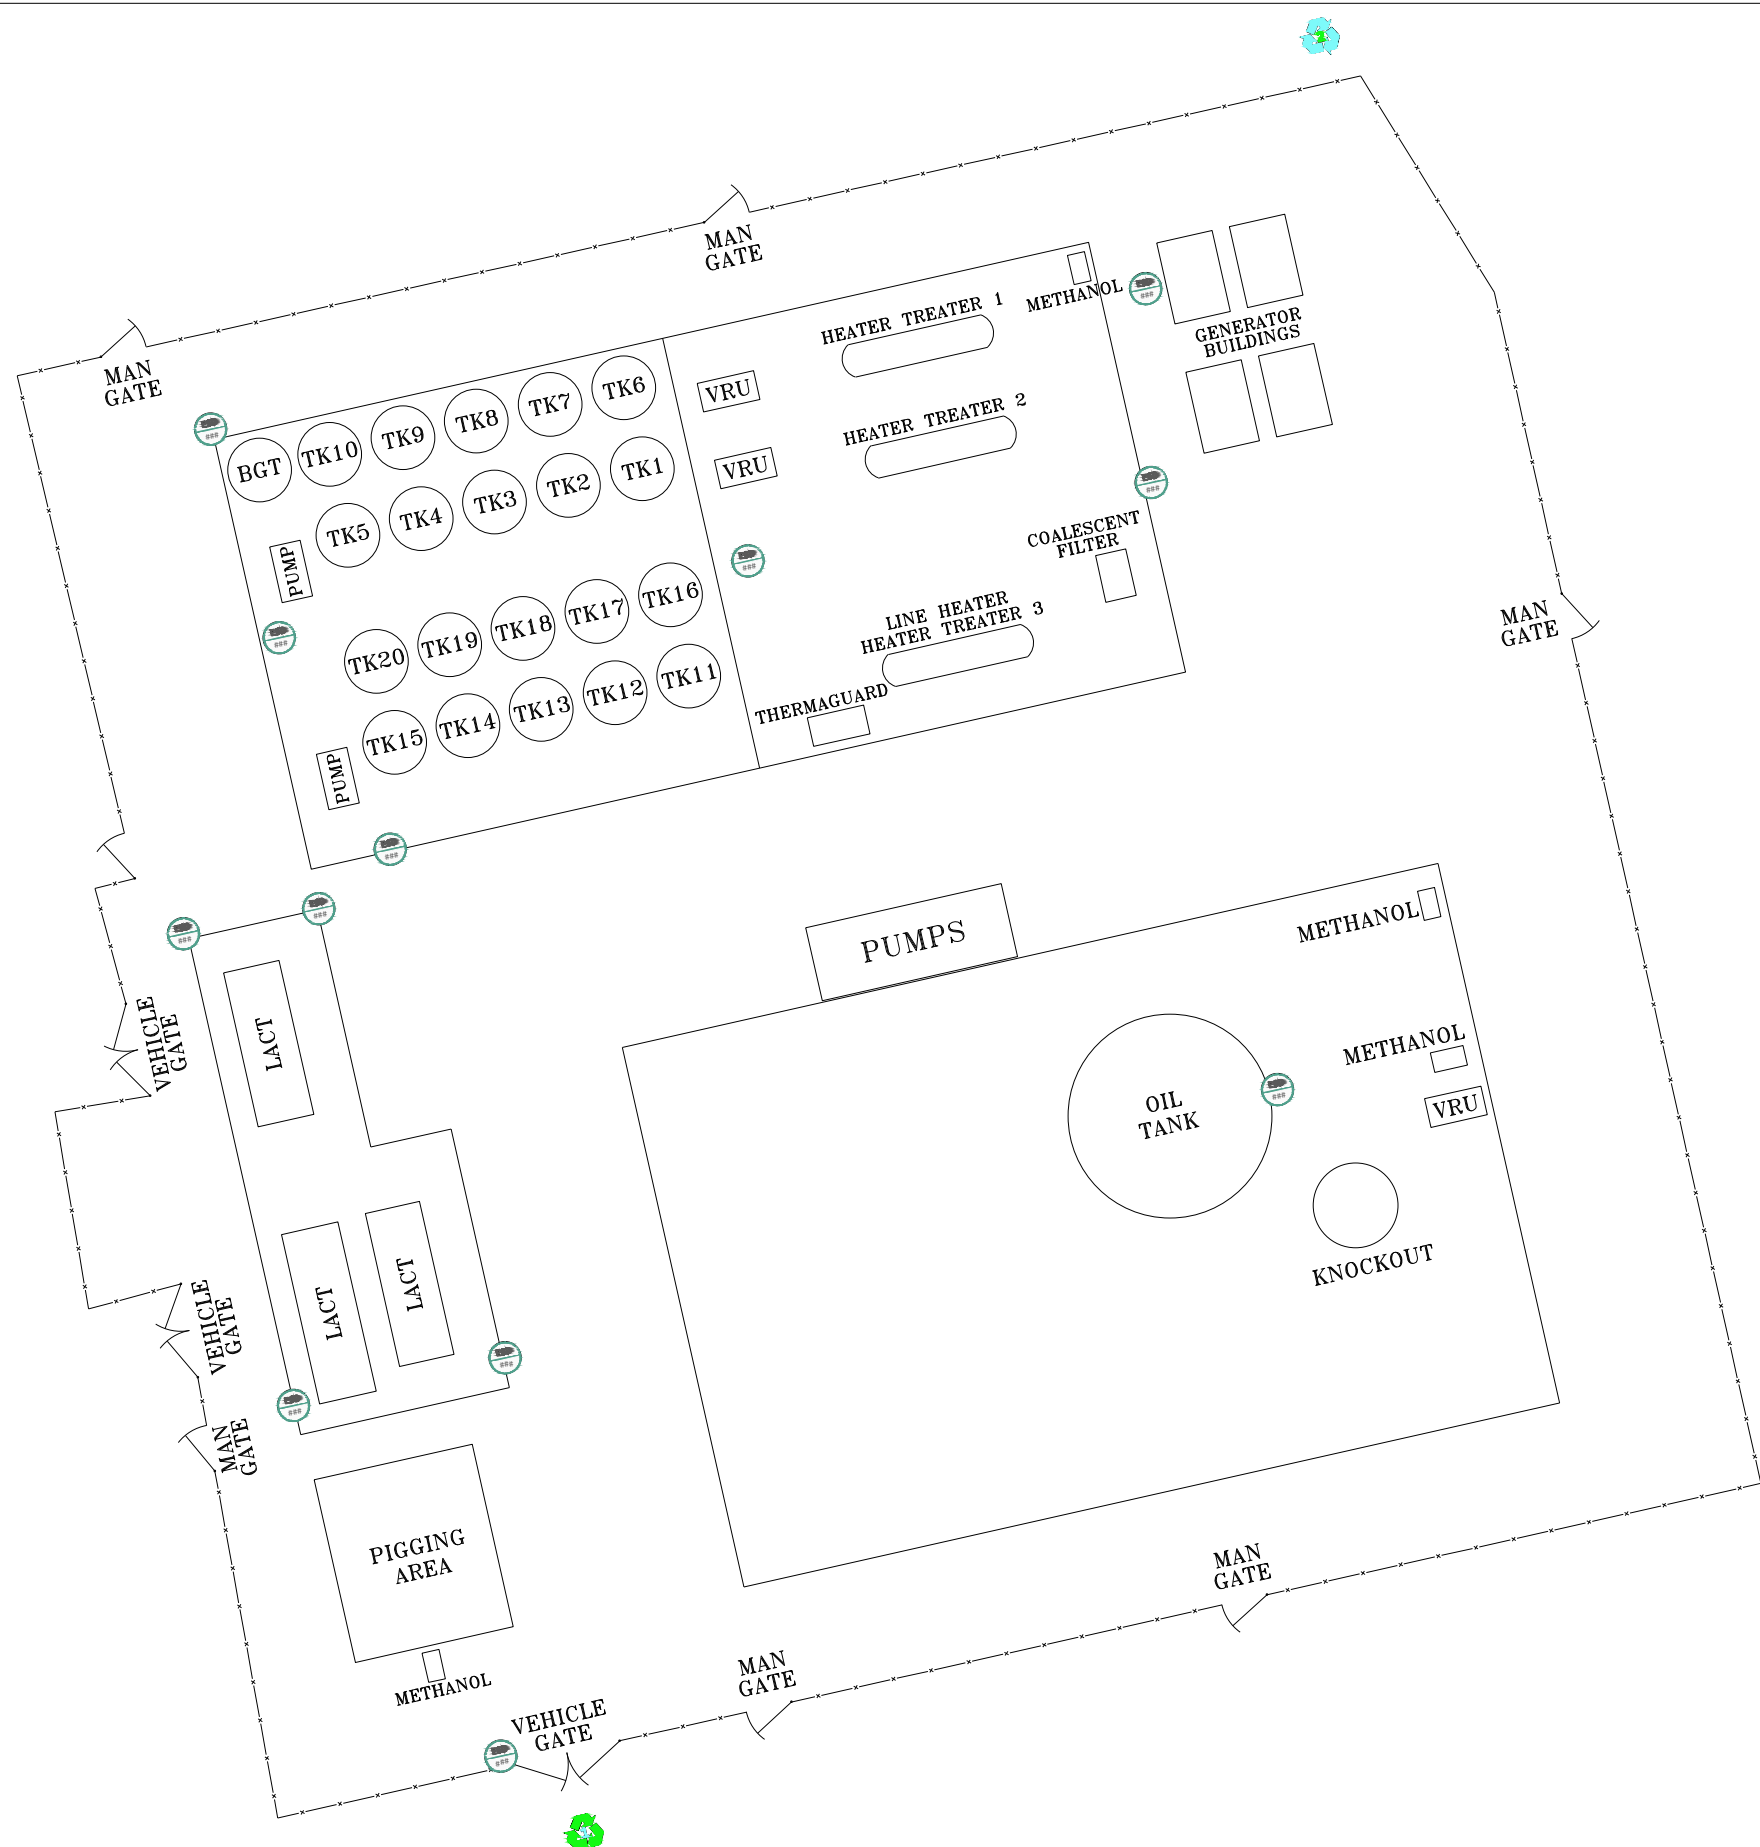 MAN
GATE
MAN
GATE
METHANOL
HEATER TREATER 1
GENERATOR
BUILDINGS
VRU
HEATER TREATER 2
VRU
TK6
TK7
TK8
TK9
TK10
BGT
TK1
TK2
TK3
TK4
TK5
PUMP
COALESCENT
FILTER
LINE HEATER
HEATER TREATER 3
THERMAGUARD
TK16
TK17
TK18
TK19
TK20
TK11
TK12
TK13
TK14
TK15
PUMP
MAN
GATE
PUMPS
METHANOL
METHANOL
VRU
OIL
TANK
KNOCKOUT
LACT
VEHICLE
GATE
LACT
LACT
VEHICLE
GATE
MAN
GATE
PIGGING
AREA
METHANOL
VEHICLE
GATE
MAN
GATE
MAN
GATE
###
###
###
###
###
###
###
###
###
###
###
###